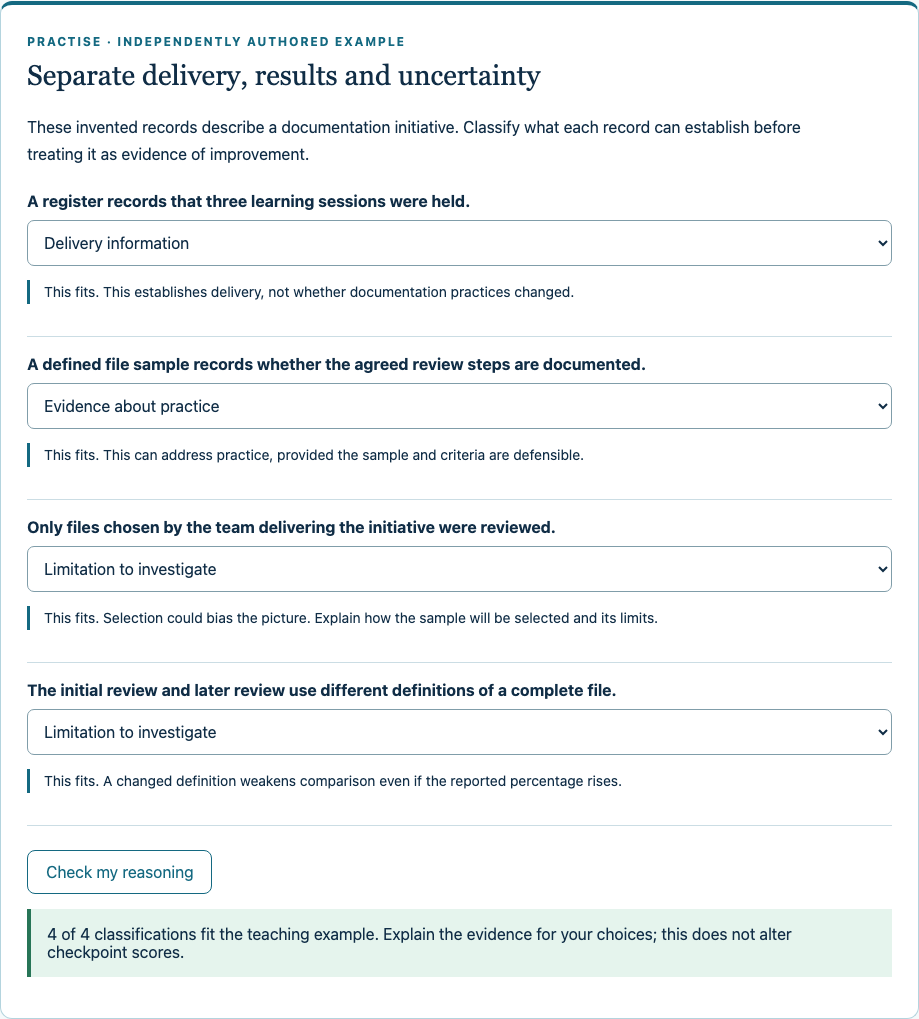 PRACTISE · INDEPENDENTLY AUTHORED EXAMPLE
Separate delivery, results and uncertainty
These invented records describe a documentation initiative. Classify what each record can establish before
treating it as evidence of improvement.
A register records that three learning sessions were held.
Delivery information
This fits. This establishes delivery, not whether documentation practices changed.
A defined file sample records whether the agreed review steps are documented.
Evidence about practice
This fits. This can address practice, provided the sample and criteria are defensible.
Only files chosen by the team delivering the initiative were reviewed.
Limitation to investigate
This fits. Selection could bias the picture. Explain how the sample will be selected and its limits.
The initial review and later review use different definitions of a complete file.
Limitation to investigate
This fits. A changed definition weakens comparison even if the reported percentage rises.
Check my reasoning
4 of 4 classifications fit the teaching example. Explain the evidence for your choices; this does not alter
checkpoint scores.